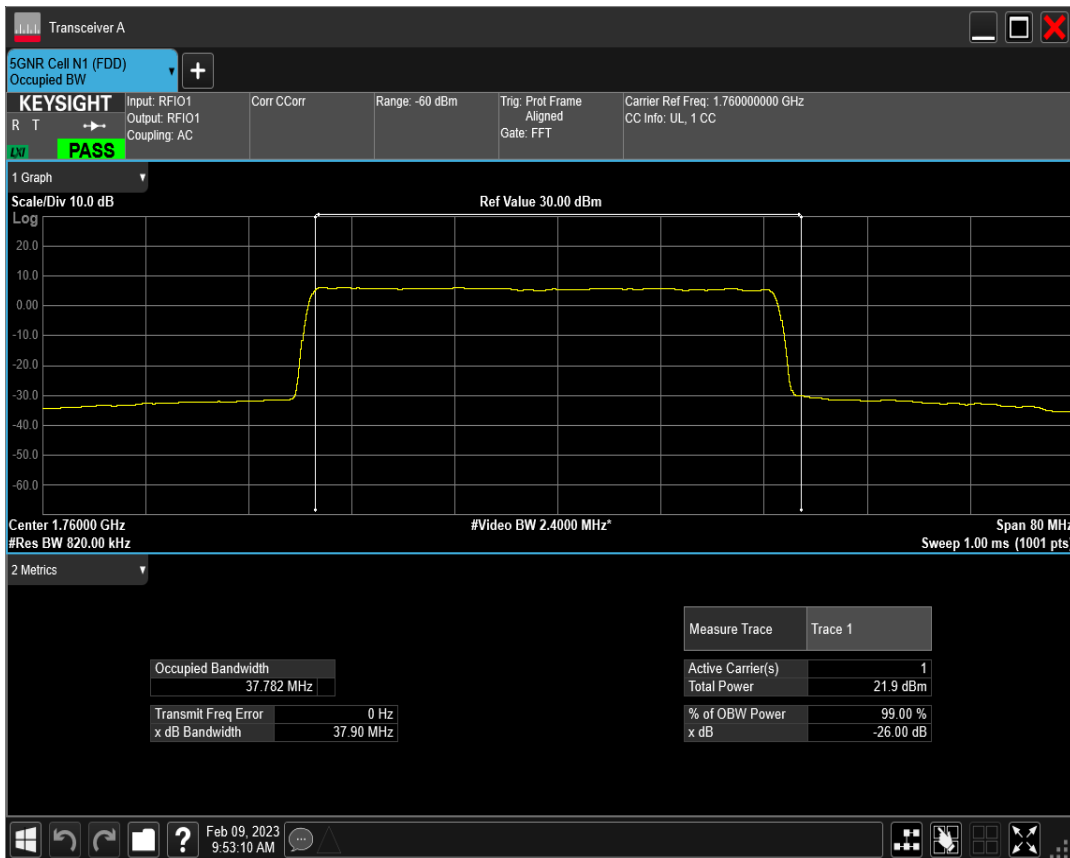 Transceiver A
5GNR Cell N1 (FDD)
Occupied BW
+
KEYSIGHT
R T
LXI
PASS
Input: RFIO1
Output: RFIO1
Coupling: AC
Corr CCorr
Range: -60 dBm
Trig: Prot Frame
Aligned
Gate: FFT
Carrier Ref Freq: 1.760000000 GHz
CC Info: UL, 1 CC
1 Graph
Scale/Div 10.0 dB
Ref Value 30.00 dBm
Log
20.0
10.0
0.00
-10.0
-20.0
-30.0
-40.0
-50.0
-60.0
Center 1.76000 GHz
#Video BW 2.4000 MHz*
Span 80 MHz
#Res BW 820.00 kHz
Sweep 1.00 ms (1001 pts)
2 Metrics
Measure Trace
Trace 1
Occupied Bandwidth
37.782 MHz
Active Carrier(s) 1
Total Power 21.9 dBm
Transmit Freq Error 0 Hz
x dB Bandwidth 37.90 MHz
% of OBW Power 99.00 %
x dB -26.00 dB
?
Feb 09, 2023
9:53:10 AM